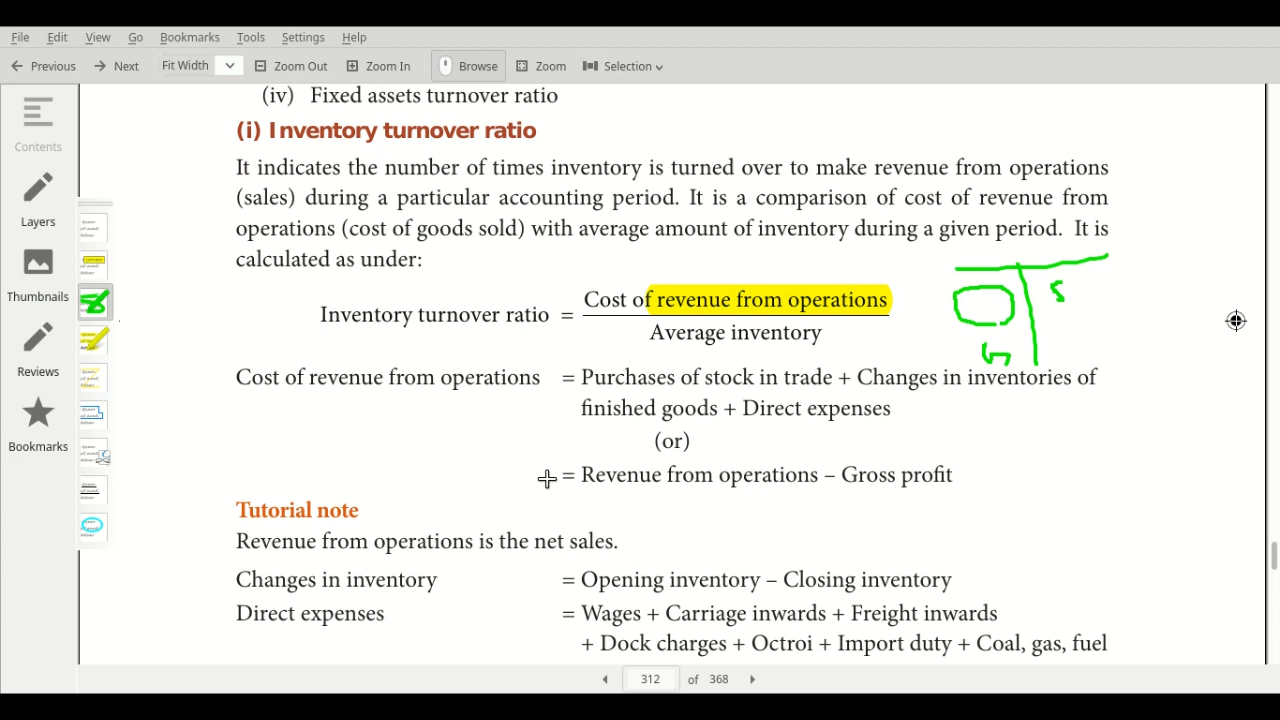 File Edit View Go Bookmarks Tools Settings Help
Previous Next Fit Width Zoom Out Zoom In Browse Zoom Selection
Contents
Layers
Thumbnails
Reviews
Bookmarks
(iv) Fixed assets turnover ratio
(i) Inventory turnover ratio
It indicates the number of times inventory is turned over to make revenue from operations
(sales) during a particular accounting period. It is a comparison of cost of revenue from
operations (cost of goods sold) with average amount of inventory during a given period. It is
calculated as under:
Inventory turnover ratio = Cost of revenue from operations
Average inventory
S
Cost of revenue from operations = Purchases of stock in trade + Changes in inventories of
finished goods + Direct expenses
(or)
= Revenue from operations – Gross profit
Tutorial note
Revenue from operations is the net sales.
Changes in inventory = Opening inventory – Closing inventory
Direct expenses = Wages + Carriage inwards + Freight inwards
+ Dock charges + Octroi + Import duty + Coal, gas, fuel
312 of 368